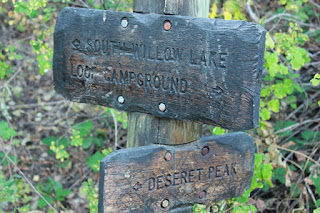 SOUTH WILLOW LAKE
LOOP CAMPGROUND
DESERET PEAK